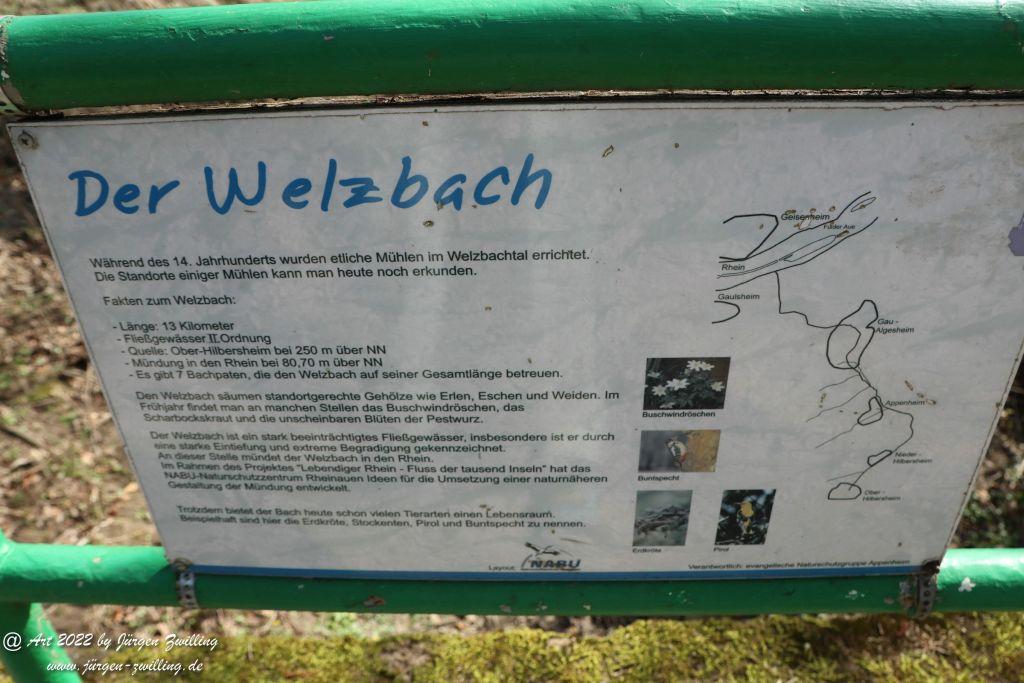 Der Welzbach
Während des 14. Jahrhunderts wurden etliche Mühlen im Welzbachtal errichtet.
Die Standorte einiger Mühlen kann man heute noch erkunden.
Fakten zum Welzbach:
- Länge: 13 Kilometer
- Fließgewässer II.Ordnung
- Quelle: Ober-Hilbersheim bei 250 m über NN
- Mündung in den Rhein bei 80,70 m über NN
- Es gibt 7 Bachpaten, die den Welzbach auf seiner Gesamtlänge betreuen.
Den Welzbach säumen standortgerechte Gehölze wie Erlen, Eschen und Weiden. Im
Frühjahr findet man an manchen Stellen das Buschwindröschen, das
Scharbockskraut und die unscheinbaren Blüten der Pestwurz.
Der Welzbach ist ein stark beeinträchtigtes Fließgewässer, insbesondere ist er durch
eine starke Eintiefung und extreme Begradigung gekennzeichnet.
An dieser Stelle mündet der Welzbach in den Rhein.
Im Rahmen des Projektes "Lebendiger Rhein - Fluss der tausend Inseln" hat das
NABU-Naturschutzzentrum Rheinauen Ideen für die Umsetzung einer naturnäheren
Gestaltung der Mündung entwickelt.
Trotzdem bietet der Bach heute schon vielen Tierarten einen Lebensraum.
Beispielhaft sind hier die Erdkröte, Stockenten, Pirol und Buntspecht zu nennen.
Geisenheim
Fulder Aue
Rhein
Gaulsheim
Gau -
Algesheim
Appenheim
Nieder -
Hilbersheim
Ober -
Hilbersheim
Buschwindröschen
Buntspecht
Erdkröte
Pirol
Layout: NABU
Verantwortlich: evangelische Naturschutzgruppe Appenheim
@ Art 2022 by Jürgen Zwilling
www.jürgen-zwilling.de